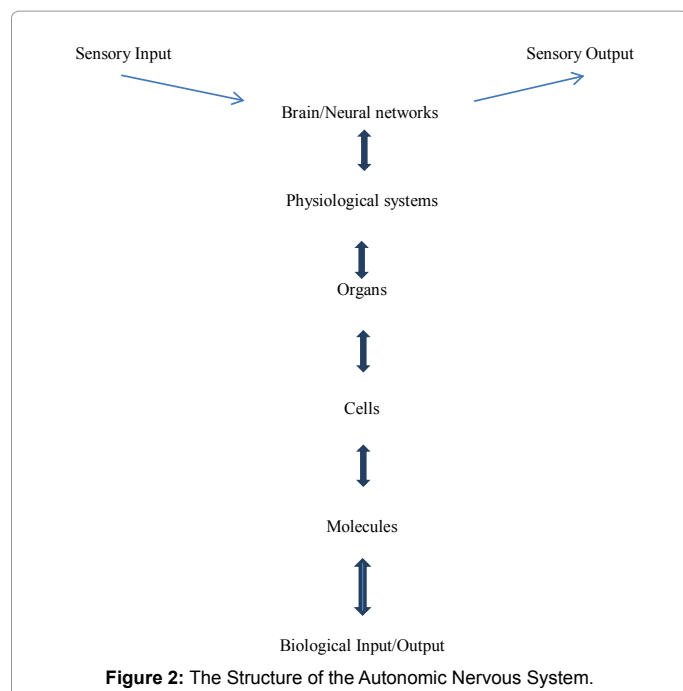 Sensory Input
Sensory Output
Brain/Neural networks
Physiological systems
Organs
Cells
Molecules
Biological Input/Output
Figure 2: The Structure of the Autonomic Nervous System.